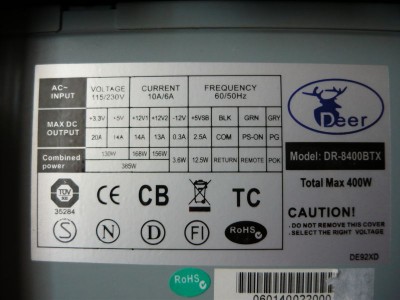 AC-INPUT VOLTAGE 115/230V CURRENT 10A/6A FREQUENCY 60/50Hz
+3.3V +5V +12V1 +12V2 -12V +5VSB BLK GRN GRY
MAX DC OUTPUT 20A 14A 14A 13A 0.3A 2.5A COM PS-ON PG
Combined power 130W 168W 156W 3.6W 12.5W RETURN REMOTE POK
385W
Deer
Model: DR-8400BTX
Total Max 400W
TUV
35284
CE CB TC
S N D FI RoHS
CAUTION!
. DO NOT REMOVE THIS COVER
. SELECT THE RIGHT VOLTAGE
DE92XD
RoHS
060140022000